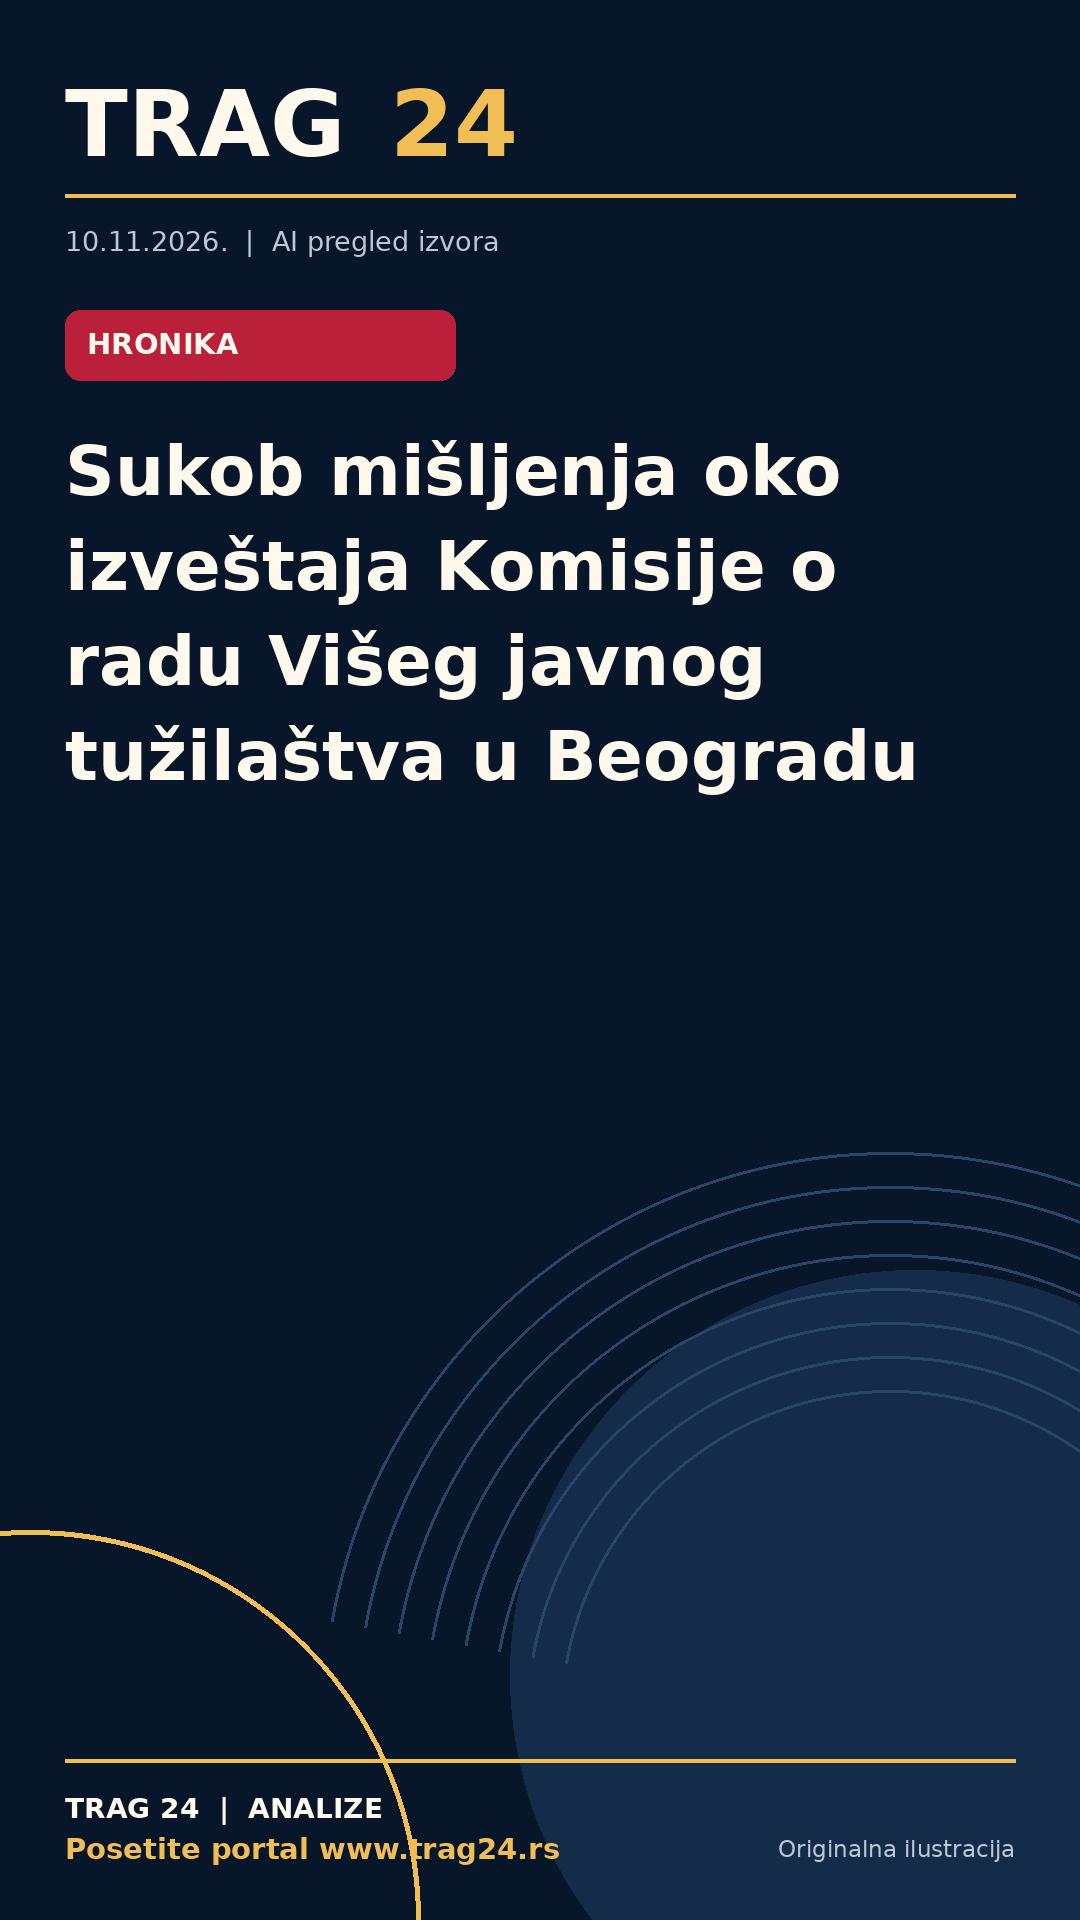 TRAG 24
10.11.2026. | AI pregled izvora
HRONIKA
Sukob mišljenja oko
izveštaja Komisije o
radu Višeg javnog
tužilaštva u Beogradu
TRAG 24 | ANALIZE
Posetite portal www.trag24.rs
Originalna ilustracija